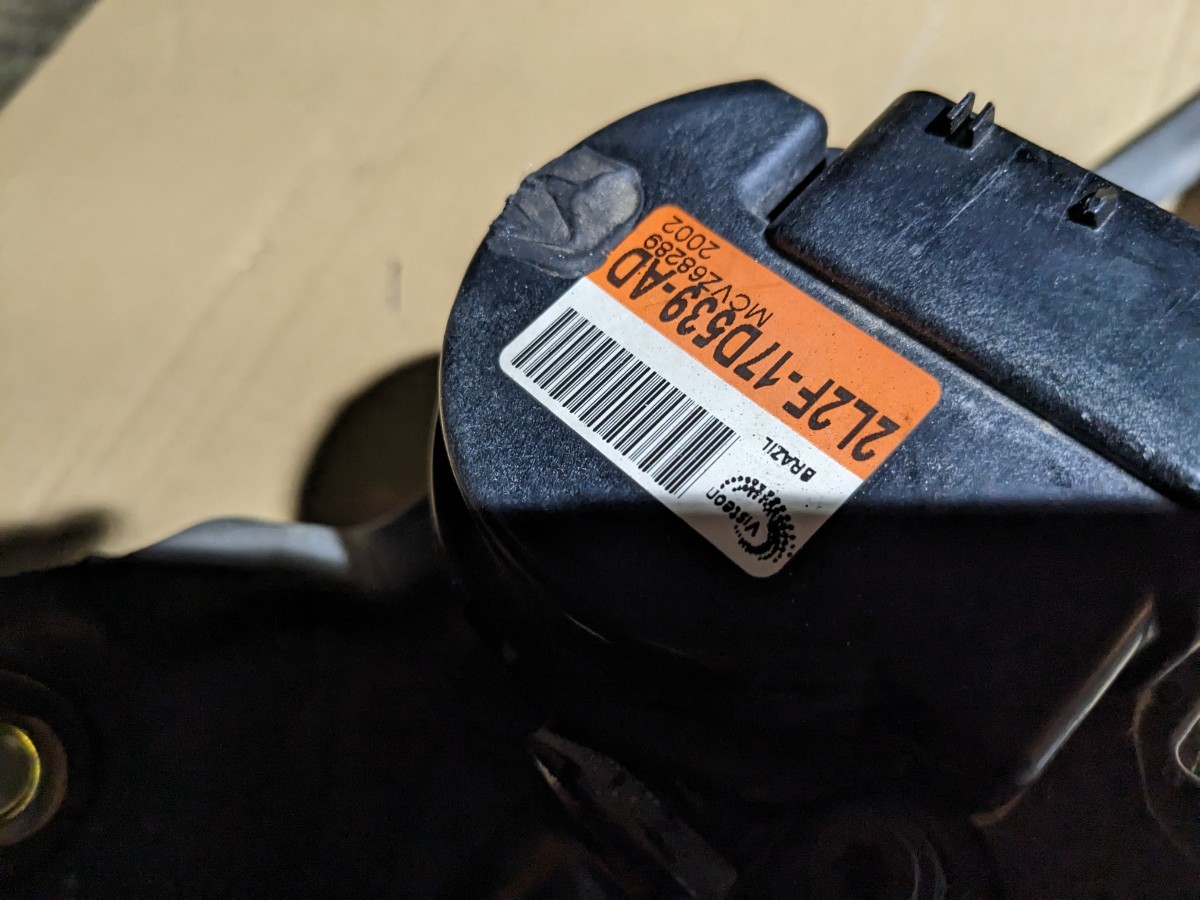 2L2F-17D539-AD
MCV268289
2002
BRAZIL
Visteon